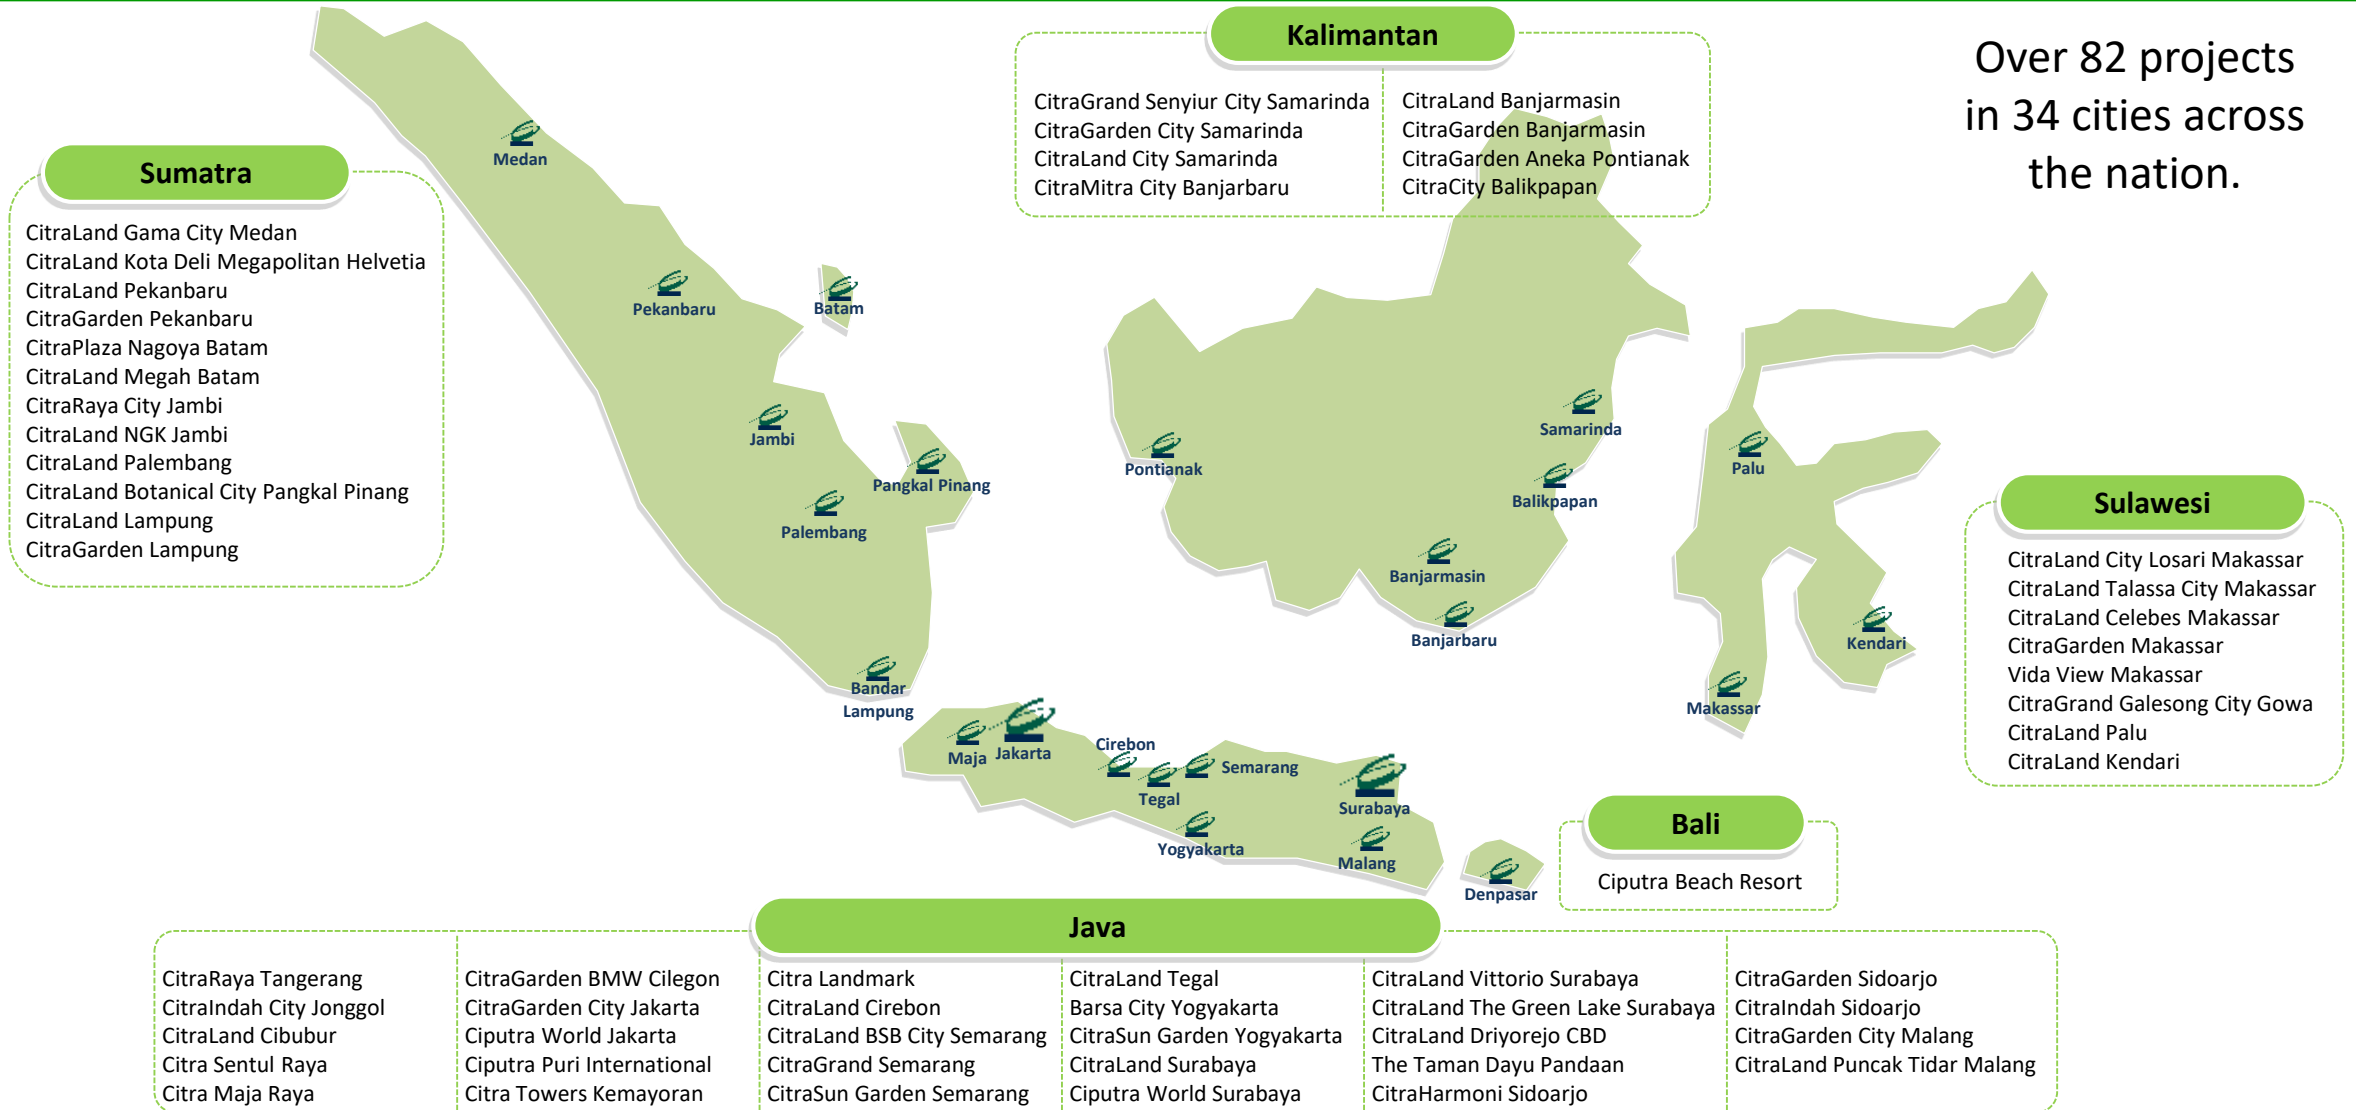 Over 82 projects
in 34 cities across
the nation.
Kalimantan
CitraGrand Senyiur City Samarinda
CitraGarden City Samarinda
CitraLand City Samarinda
CitraMitra City Banjarbaru
CitraLand Banjarmasin
CitraGarden Banjarmasin
CitraGarden Aneka Pontianak
CitraCity Balikpapan
Sumatra
CitraLand Gama City Medan
CitraLand Kota Deli Megapolitan Helvetia
CitraLand Pekanbaru
CitraGarden Pekanbaru
CitraPlaza Nagoya Batam
CitraLand Megah Batam
CitraRaya City Jambi
CitraLand NGK Jambi
CitraLand Palembang
CitraLand Botanical City Pangkal Pinang
CitraLand Lampung
CitraGarden Lampung
Medan
Pekanbaru
Batam
Jambi
Pangkal Pinang
Palembang
Bandar
Lampung
Pontianak
Samarinda
Balikpapan
Banjarmasin
Banjarbaru
Palu
Kendari
Makassar
Maja
Jakarta
Cirebon
Tegal
Semarang
Yogyakarta
Surabaya
Malang
Denpasar
Sulawesi
CitraLand City Losari Makassar
CitraLand Talassa City Makassar
CitraLand Celebes Makassar
CitraGarden Makassar
Vida View Makassar
CitraGrand Galesong City Gowa
CitraLand Palu
CitraLand Kendari
Bali
Ciputra Beach Resort
Java
CitraRaya Tangerang
CitraIndah City Jonggol
CitraLand Cibubur
Citra Sentul Raya
Citra Maja Raya
CitraGarden BMW Cilegon
CitraGarden City Jakarta
Ciputra World Jakarta
Ciputra Puri International
Citra Towers Kemayoran
Citra Landmark
CitraLand Cirebon
CitraLand BSB City Semarang
CitraGrand Semarang
CitraSun Garden Semarang
CitraLand Tegal
Barsa City Yogyakarta
CitraSun Garden Yogyakarta
CitraLand Surabaya
Ciputra World Surabaya
CitraLand Vittorio Surabaya
CitraLand The Green Lake Surabaya
CitraLand Driyorejo CBD
The Taman Dayu Pandaan
CitraHarmoni Sidoarjo
CitraGarden Sidoarjo
CitraIndah Sidoarjo
CitraGarden City Malang
CitraLand Puncak Tidar Malang